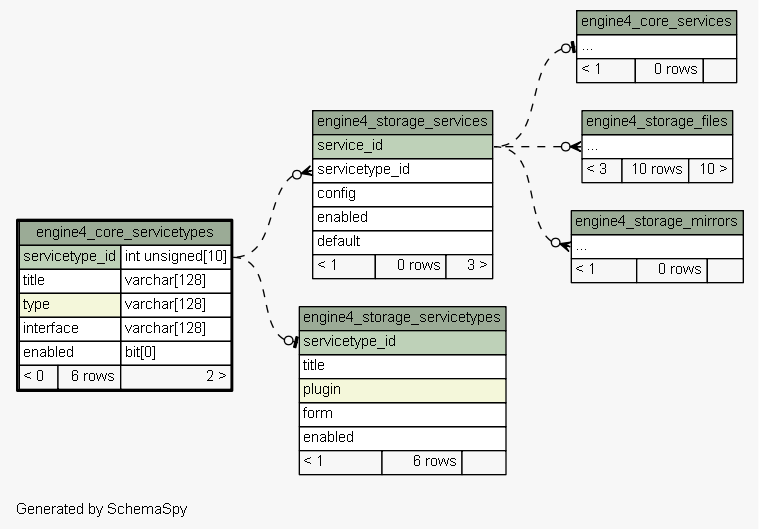 engine4_core_services
...
< 1 0 rows
engine4_storage_services
service_id
servicetype_id
config
enabled
default
< 1 0 rows 3 >
engine4_storage_files
...
< 3 10 rows 10 >
engine4_storage_mirrors
...
< 1 0 rows
engine4_core_servicetypes
servicetype_id int unsigned[10]
title varchar[128]
type varchar[128]
interface varchar[128]
enabled bit[0]
< 0 6 rows 2 >
engine4_storage_servicetypes
servicetype_id
title
plugin
form
enabled
< 1 6 rows
Generated by SchemaSpy